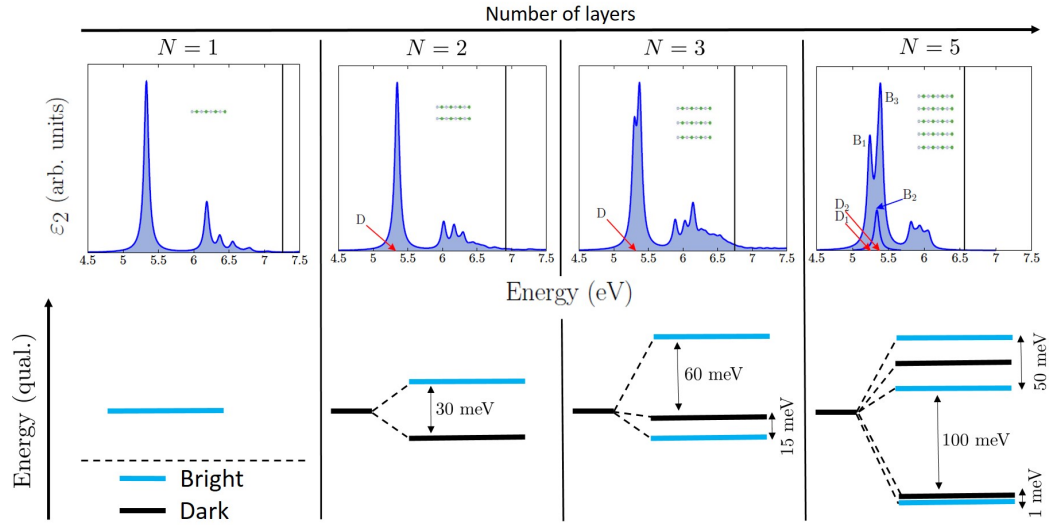 Number of layers
N = 1
N = 2
N = 3
N = 5
ε₂ (arb. units)
4.5 5 5.5 6 6.5 7 7.5
D
4.5 5 5.5 6 6.5 7 7.5
D
4.5 5 5.5 6 6.5 7 7.5
B₃
B₁
B₂
D₂
D₁
4.5 5 5.5 6 6.5 7 7.5
Energy (eV)
Energy (qual.)
30 meV
60 meV
15 meV
50 meV
100 meV
1 meV
Bright
Dark